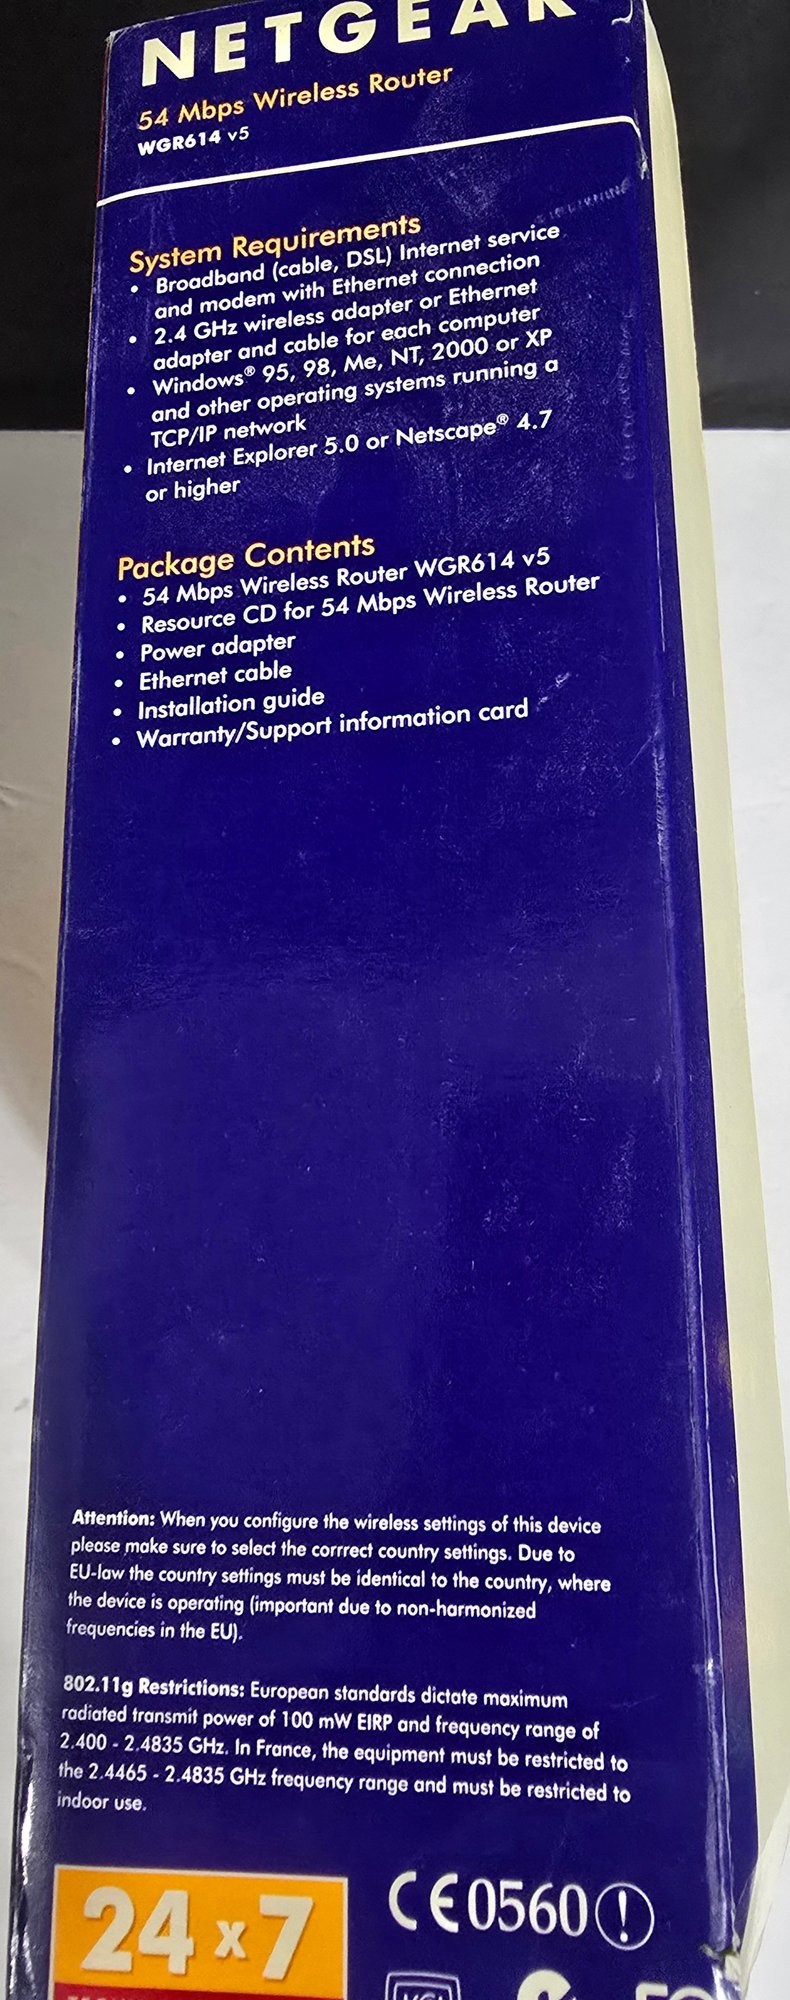 NETGEAR
54 Mbps Wireless Router
WGR614 v5
System Requirements
• Broadband (cable, DSL) Internet service
and modem with Ethernet connection
• 2.4 GHz wireless adapter or Ethernet
adapter and cable for each computer
• Windows® 95, 98, Me, NT, 2000 or XP
and other operating systems running a
TCP/IP network
• Internet Explorer 5.0 or Netscape® 4.7
or higher
Package Contents
• 54 Mbps Wireless Router WGR614 v5
• Resource CD for 54 Mbps Wireless Router
• Power adapter
• Ethernet cable
• Installation guide
• Warranty/Support information card
Attention: When you configure the wireless settings of this device
please make sure to select the corrrect country settings. Due to
EU-law the country settings must be identical to the country, where
the device is operating (important due to non-harmonized
frequencies in the EU).
802.11g Restrictions: European standards dictate maximum
radiated transmit power of 100 mW EIRP and frequency range of
2.400 - 2.4835 GHz. In France, the equipment must be restricted to
the 2.4465 - 2.4835 GHz frequency range and must be restricted to
indoor use.
24 x 7
CE0560!